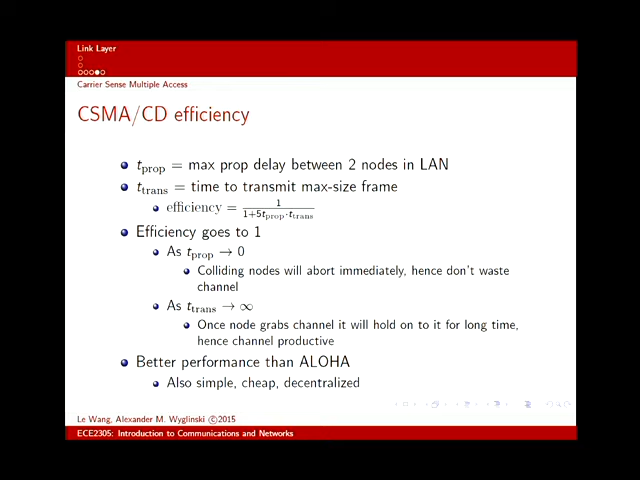 Link Layer
Carrier Sense Multiple Access
CSMA/CD efficiency
t_prop = max prop delay between 2 nodes in LAN
t_trans = time to transmit max-size frame
efficiency = 1/(1+5t_prop·t_trans)
Efficiency goes to 1
As t_prop → 0
Colliding nodes will abort immediately, hence don't waste
channel
As t_trans → ∞
Once node grabs channel it will hold on to it for long time,
hence channel productive
Better performance than ALOHA
Also simple, cheap, decentralized
Le Wang, Alexander M. Wyglinski ©2015
ECE2305: Introduction to Communications and Networks